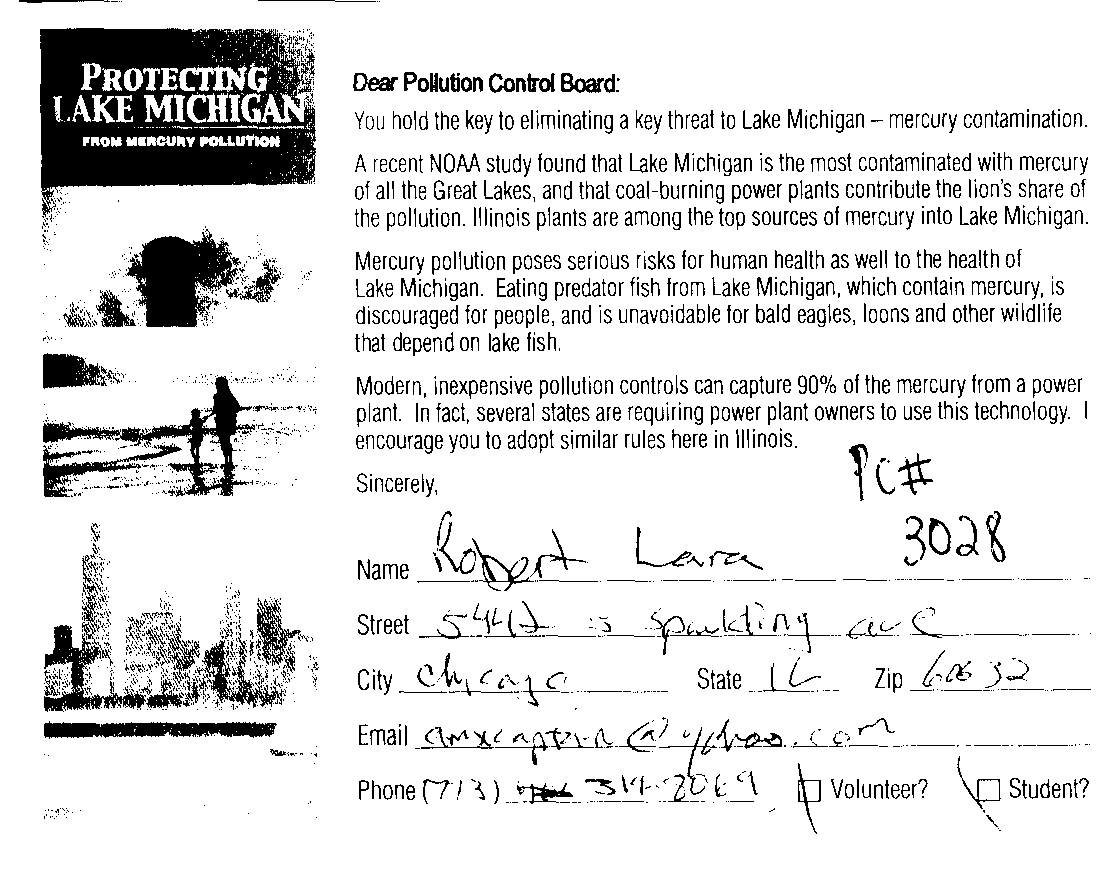 PROTECTING
LAKE MICHIGAN
FROM MERCURY POLLUTION
Dear Pollution Control Board:
You hold the key to eliminating a key threat to Lake Michigan – mercury contamination.
A recent NOAA study found that Lake Michigan is the most contaminated with mercury
of all the Great Lakes, and that coal-burning power plants contribute the lion's share of
the pollution. Illinois plants are among the top sources of mercury into Lake Michigan.
Mercury pollution poses serious risks for human health as well to the health of
Lake Michigan. Eating predator fish from Lake Michigan, which contain mercury, is
discouraged for people, and is unavoidable for bald eagles, loons and other wildlife
that depend on lake fish.
Modern, inexpensive pollution controls can capture 90% of the mercury from a power
plant. In fact, several states are requiring power plant owners to use this technology. I
encourage you to adopt similar rules here in Illinois.
Sincerely,
PC#
3028
Name Robert Lara
Street S Spaulding ave
City Chicago State IL Zip 60632
Email @yahoo.com
Phone (713) 314-8069 Volunteer? Student?